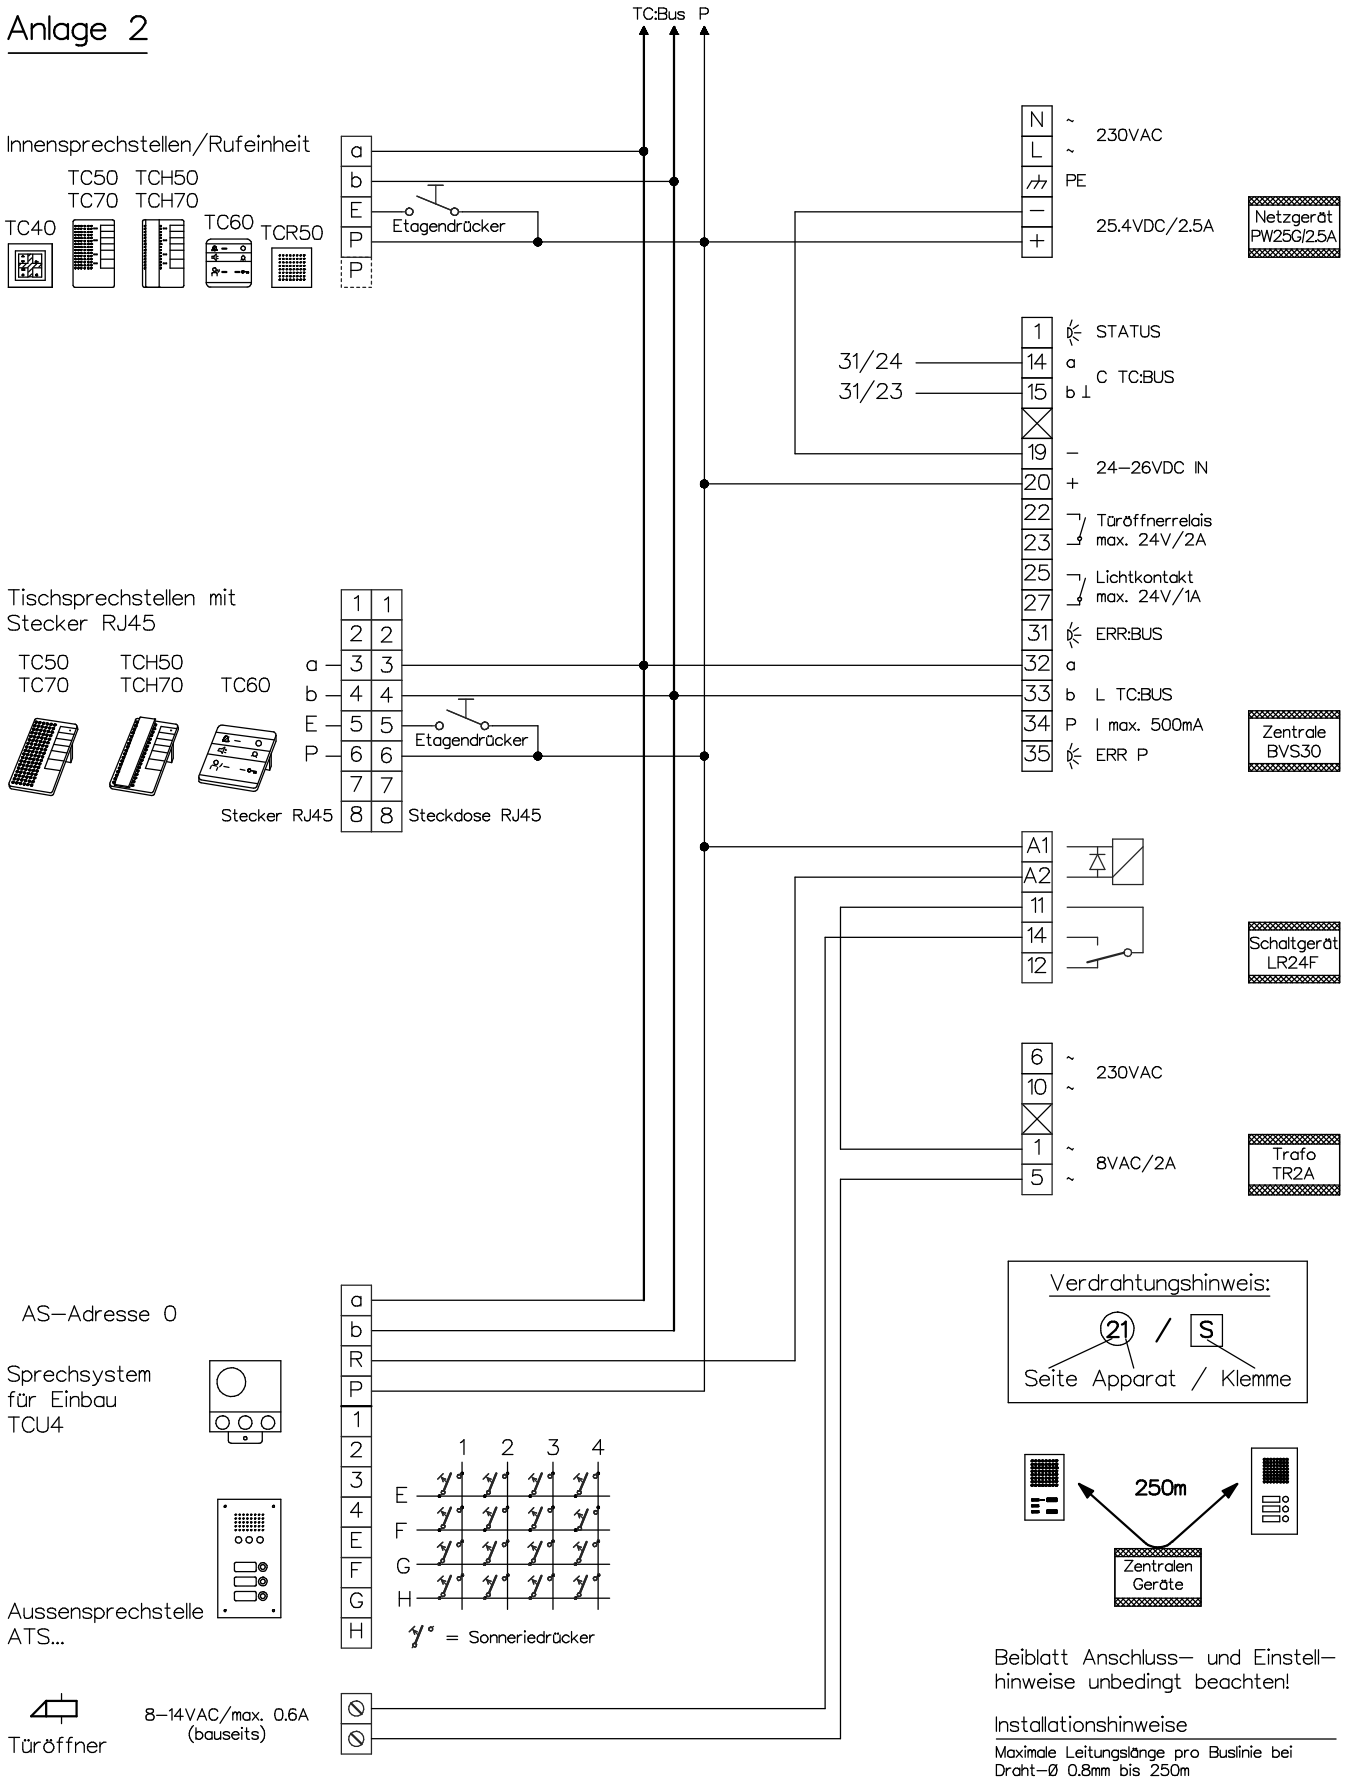 Anlage 2
TC:Bus P
Innensprechstellen/Rufeinheit
TC50 TCH50
TC70 TCH70
TC40
TC60
TCR50
a
b
E
P
P
Etagendrücker
N ~
L ~
230VAC
PE
−
+
25.4VDC/2.5A
Netzgerät
PW25G/2.5A
1 STATUS
31/24 14 a
31/23 15 b ⊥
C TC:BUS
19 −
20 +
24−26VDC IN
22
23
Türöffnerrelais
max. 24V/2A
25
27
Lichtkontakt
max. 24V/1A
31 ERR:BUS
32 a
33 b L TC:BUS
34 P I max. 500mA
35 ERR P
Zentrale
BVS30
Tischsprechstellen mit
Stecker RJ45
TC50 TCH50
TC70 TCH70 TC60
1 1
2 2
a 3 3
b 4 4
E 5 5
P 6 6
7 7
8 8
Etagendrücker
Stecker RJ45
Steckdose RJ45
A1
A2
11
14
12
Schaltgerät
LR24F
6 ~
10 ~
230VAC
1 ~
5 ~
8VAC/2A
Trafo
TR2A
AS−Adresse 0
Sprechsystem
für Einbau
TCU4
a
b
R
P
1
2
3
4
E
F
G
H
1 2 3 4
E
F
G
H
= Sonneriedrücker
Aussensprechstelle
ATS...
Türöffner
8−14VAC/max. 0.6A
(bauseits)
Verdrahtungshinweis:
21 / S
Seite Apparat / Klemme
250m
Zentralen
Geräte
Beiblatt Anschluss− und Einstell−
hinweise unbedingt beachten!
Installationshinweise
Maximale Leitungslänge pro Buslinie bei
Draht−Ø 0.8mm bis 250m